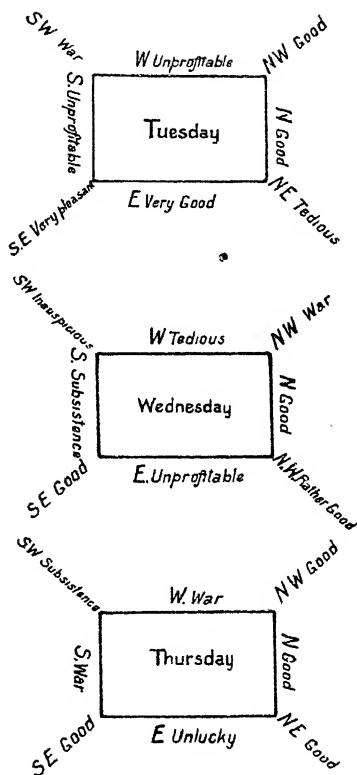 SW War
NW Good
W Unprofitable
S. Unprofitable
Tuesday
N Good
S.E Very pleasant
E Very Good
NE Tedious
SW Inauspicious
W Tedious
NW War
S. Subsistence
Wednesday
N Good
SE Good
E. Unprofitable
N.W. Rather Good
SW Subsistence
W. War
NW Good
S. War
Thursday
N Good
SE Good
E Unlucky
NE Good